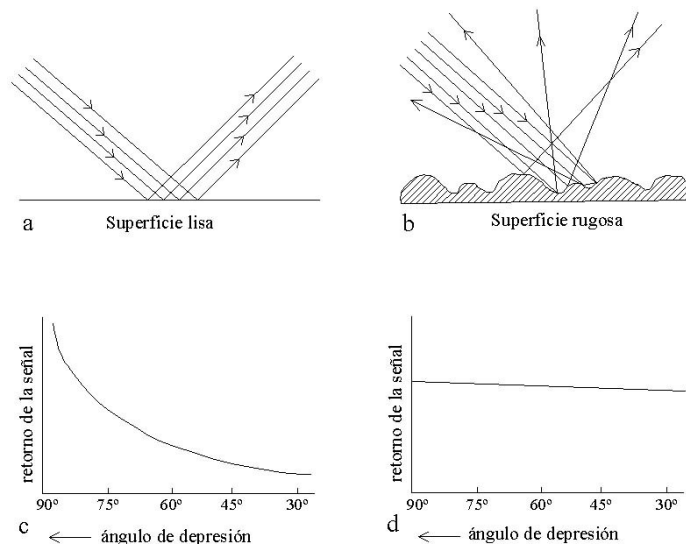 a
Superficie lisa
b
Superficie rugosa
retorno de la señal
90º 75º 60º 45º 30º
c
ángulo de depresión
retorno de la señal
90º 75º 60º 45º 30º
d
ángulo de depresión